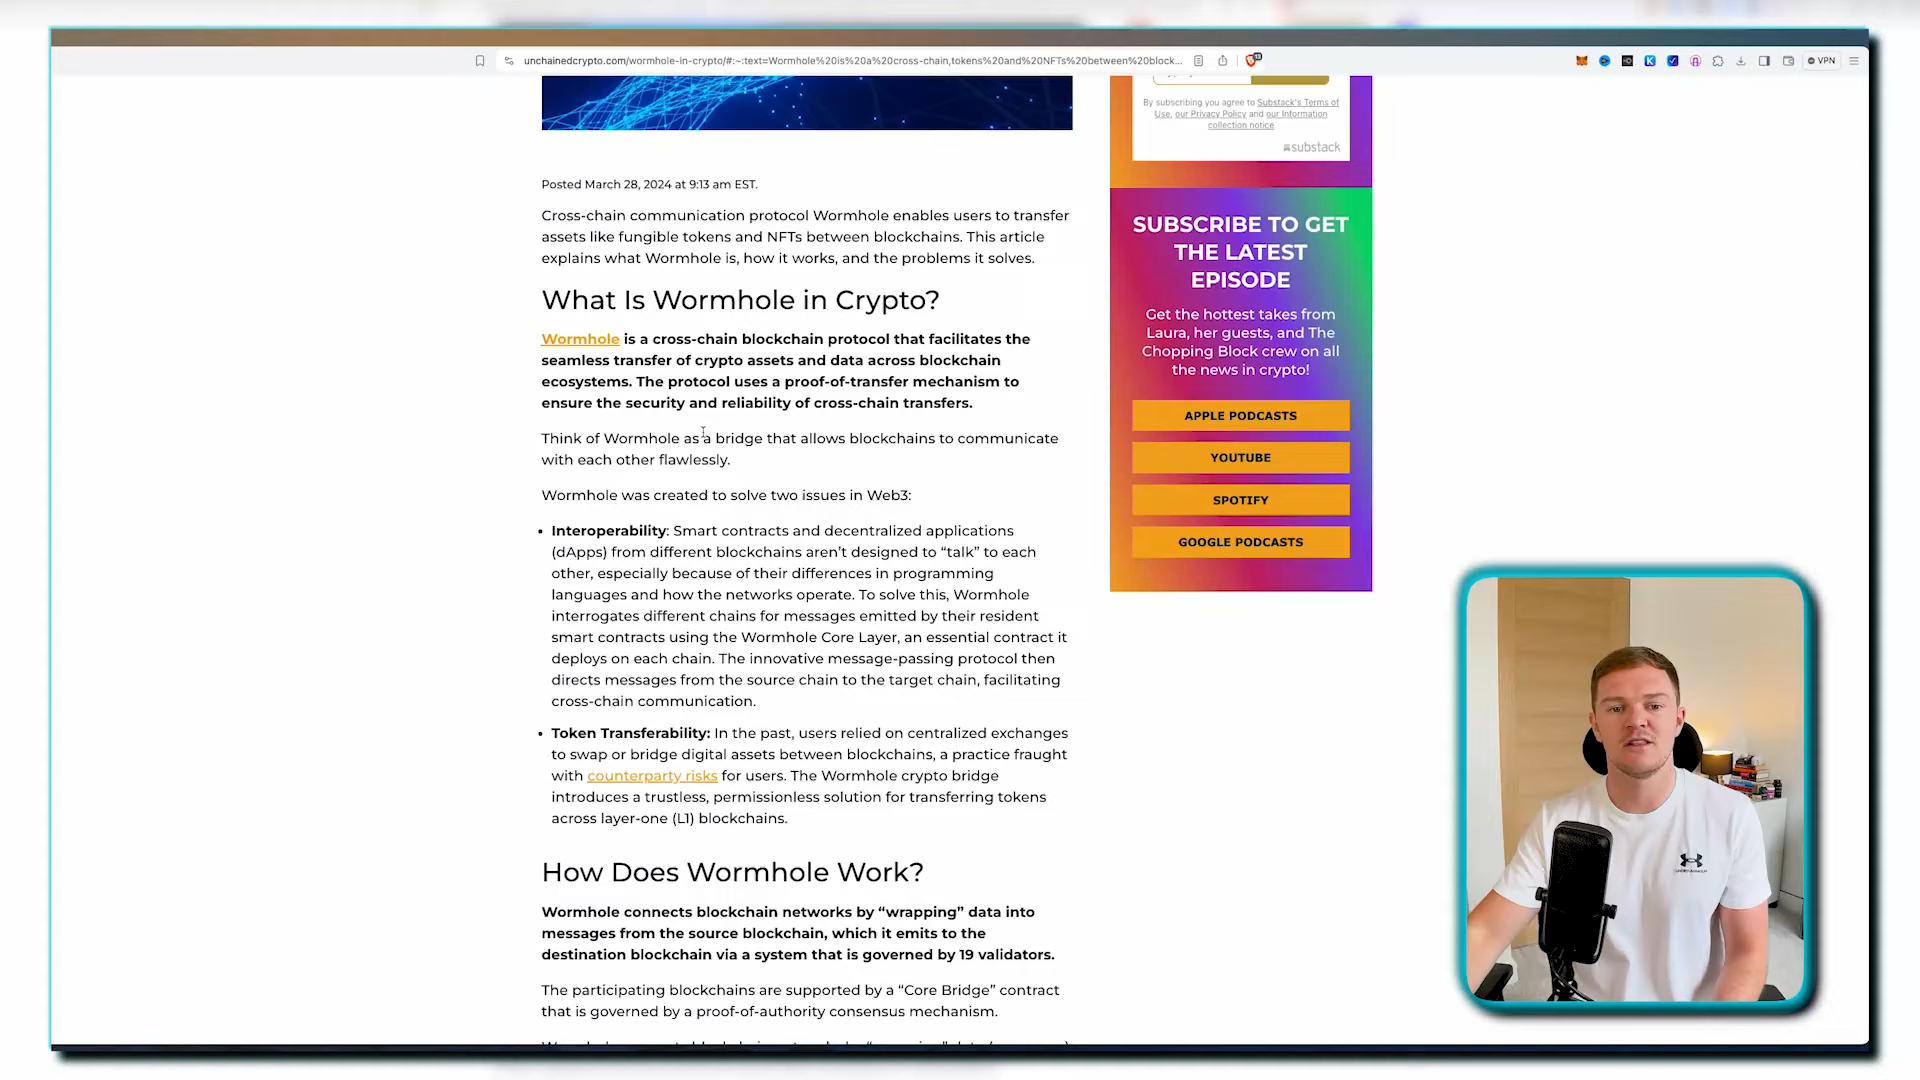 unchainedcrypto.com/wormhole-in-crypto/#:~:text=Wormhole%20is%20a%20cross-chain,tokens%20and%20NFTs%20between%20block...
VPN
By subscribing you agree to Substack's Terms of
Use, our Privacy Policy and our Information
collection notice
substack
Posted March 28, 2024 at 9:13 am EST.
Cross-chain communication protocol Wormhole enables users to transfer
assets like fungible tokens and NFTs between blockchains. This article
explains what Wormhole is, how it works, and the problems it solves.
What Is Wormhole in Crypto?
Wormhole is a cross-chain blockchain protocol that facilitates the
seamless transfer of crypto assets and data across blockchain
ecosystems. The protocol uses a proof-of-transfer mechanism to
ensure the security and reliability of cross-chain transfers.
Think of Wormhole as a bridge that allows blockchains to communicate
with each other flawlessly.
Wormhole was created to solve two issues in Web3:
• Interoperability: Smart contracts and decentralized applications
(dApps) from different blockchains aren't designed to “talk” to each
other, especially because of their differences in programming
languages and how the networks operate. To solve this, Wormhole
interrogates different chains for messages emitted by their resident
smart contracts using the Wormhole Core Layer, an essential contract it
deploys on each chain. The innovative message-passing protocol then
directs messages from the source chain to the target chain, facilitating
cross-chain communication.
• Token Transferability: In the past, users relied on centralized exchanges
to swap or bridge digital assets between blockchains, a practice fraught
with counterparty risks for users. The Wormhole crypto bridge
introduces a trustless, permissionless solution for transferring tokens
across layer-one (L1) blockchains.
How Does Wormhole Work?
Wormhole connects blockchain networks by “wrapping” data into
messages from the source blockchain, which it emits to the
destination blockchain via a system that is governed by 19 validators.
The participating blockchains are supported by a “Core Bridge” contract
that is governed by a proof-of-authority consensus mechanism.
SUBSCRIBE TO GET
THE LATEST
EPISODE
Get the hottest takes from
Laura, her guests, and The
Chopping Block crew on all
the news in crypto!
APPLE PODCASTS
YOUTUBE
SPOTIFY
GOOGLE PODCASTS